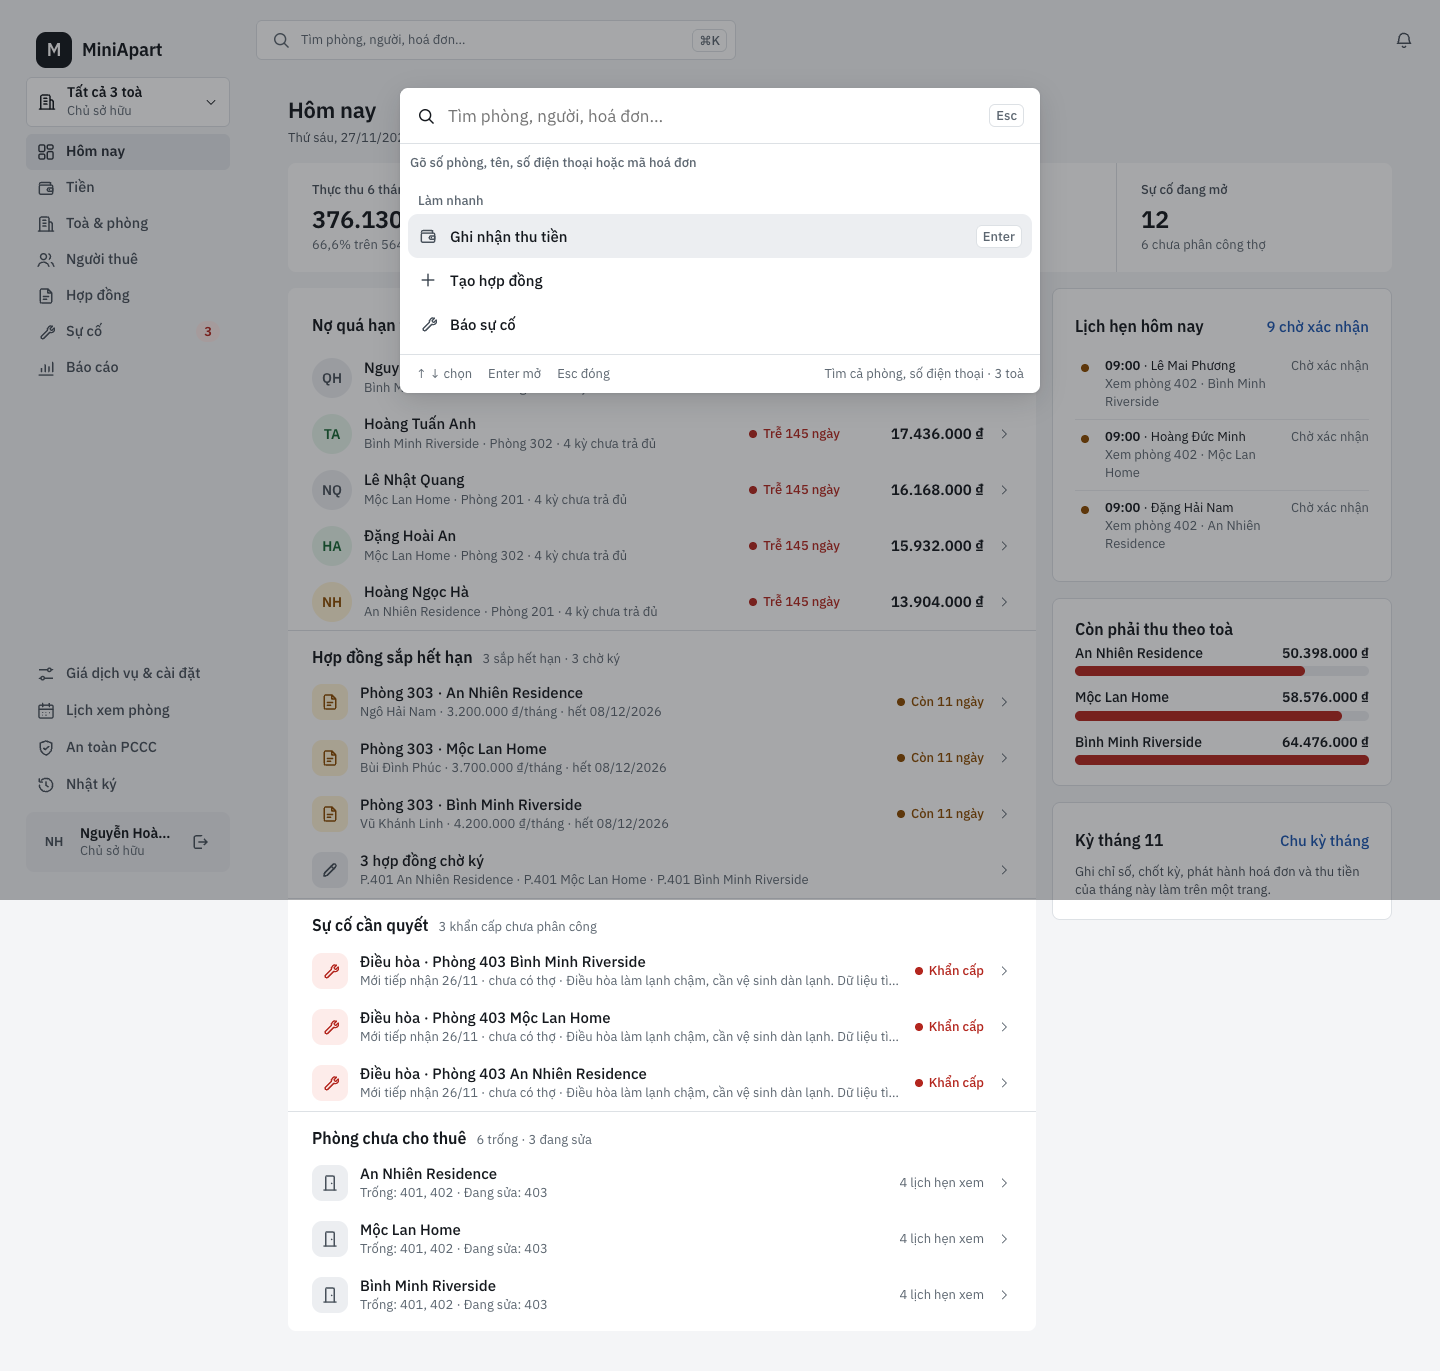 M MiniApart
Tìm phòng, người, hoá đơn... ⌘K
Tất cả 3 toà
Chủ sở hữu
Hôm nay
Tiền
Toà & phòng
Người thuê
Hợp đồng
Sự cố 3
Báo cáo
Giá dịch vụ & cài đặt
Lịch xem phòng
An toàn PCCC
Nhật ký
NH Nguyễn Hoà...
Chủ sở hữu
Hôm nay
Thứ sáu, 27/11/202
Tìm phòng, người, hoá đơn... Esc
Gõ số phòng, tên, số điện thoại hoặc mã hoá đơn
Làm nhanh
Ghi nhận thu tiền Enter
Tạo hợp đồng
Báo sự cố
↑ ↓ chọn Enter mở Esc đóng Tìm cả phòng, số điện thoại · 3 toà
Thực thu 6 thán
376.130
66,6% trên 564
Sự cố đang mở
12
6 chưa phân công thợ
Nợ quá hạn
QH Nguy
Bình M
TA Hoàng Tuấn Anh
Bình Minh Riverside · Phòng 302 · 4 kỳ chưa trả đủ
Trễ 145 ngày 17.436.000 ₫
NQ Lê Nhật Quang
Mộc Lan Home · Phòng 201 · 4 kỳ chưa trả đủ
Trễ 145 ngày 16.168.000 ₫
HA Đặng Hoài An
Mộc Lan Home · Phòng 302 · 4 kỳ chưa trả đủ
Trễ 145 ngày 15.932.000 ₫
NH Hoàng Ngọc Hà
An Nhiên Residence · Phòng 201 · 4 kỳ chưa trả đủ
Trễ 145 ngày 13.904.000 ₫
Hợp đồng sắp hết hạn 3 sắp hết hạn · 3 chờ ký
Phòng 303 · An Nhiên Residence
Ngô Hải Nam · 3.200.000 ₫/tháng · hết 08/12/2026
Còn 11 ngày
Phòng 303 · Mộc Lan Home
Bùi Đình Phúc · 3.700.000 ₫/tháng · hết 08/12/2026
Còn 11 ngày
Phòng 303 · Bình Minh Riverside
Vũ Khánh Linh · 4.200.000 ₫/tháng · hết 08/12/2026
Còn 11 ngày
3 hợp đồng chờ ký
P.401 An Nhiên Residence · P.401 Mộc Lan Home · P.401 Bình Minh Riverside
Sự cố cần quyết 3 khẩn cấp chưa phân công
Điều hòa · Phòng 403 Bình Minh Riverside
Mới tiếp nhận 26/11 · chưa có thợ · Điều hòa làm lạnh chậm, cần vệ sinh dàn lạnh. Dữ liệu tì...
Khẩn cấp
Điều hòa · Phòng 403 Mộc Lan Home
Mới tiếp nhận 26/11 · chưa có thợ · Điều hòa làm lạnh chậm, cần vệ sinh dàn lạnh. Dữ liệu tì...
Khẩn cấp
Điều hòa · Phòng 403 An Nhiên Residence
Mới tiếp nhận 26/11 · chưa có thợ · Điều hòa làm lạnh chậm, cần vệ sinh dàn lạnh. Dữ liệu tì...
Khẩn cấp
Phòng chưa cho thuê 6 trống · 3 đang sửa
An Nhiên Residence
Trống: 401, 402 · Đang sửa: 403
4 lịch hẹn xem
Mộc Lan Home
Trống: 401, 402 · Đang sửa: 403
4 lịch hẹn xem
Bình Minh Riverside
Trống: 401, 402 · Đang sửa: 403
4 lịch hẹn xem
Lịch hẹn hôm nay 9 chờ xác nhận
09:00 · Lê Mai Phương Chờ xác nhận
Xem phòng 402 · Bình Minh
Riverside
09:00 · Hoàng Đức Minh Chờ xác nhận
Xem phòng 402 · Mộc Lan
Home
09:00 · Đặng Hải Nam Chờ xác nhận
Xem phòng 402 · An Nhiên
Residence
Còn phải thu theo toà
An Nhiên Residence 50.398.000 ₫
Mộc Lan Home 58.576.000 ₫
Bình Minh Riverside 64.476.000 ₫
Kỳ tháng 11 Chu kỳ tháng
Ghi chỉ số, chốt kỳ, phát hành hoá đơn và thu tiền
của tháng này làm trên một trang.